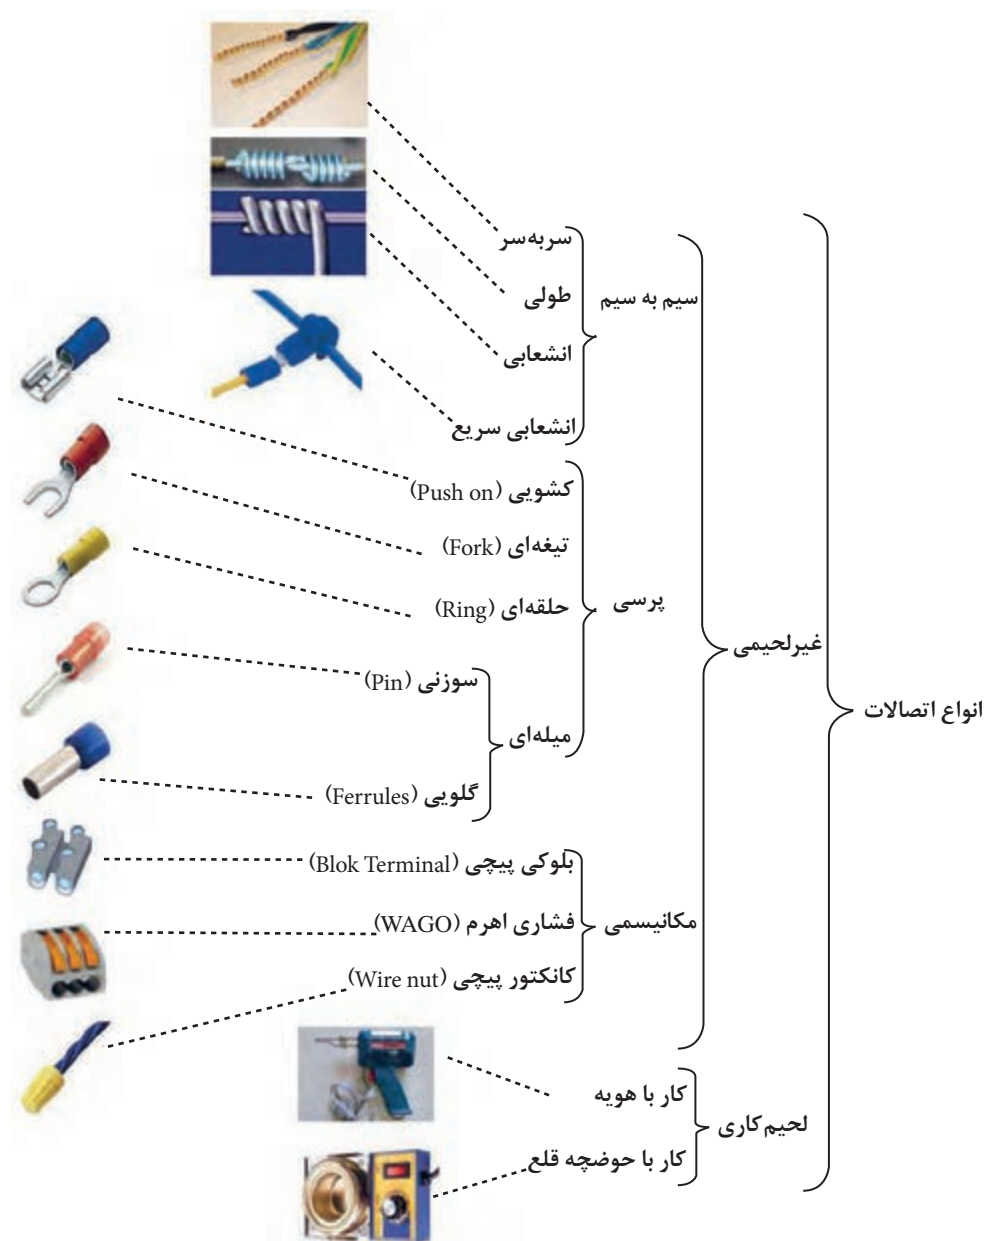 انواع اتصالات
غیرلحیمی
سیم به سیم
سربه‌سر
طولی
انشعابی
انشعابی سریع
پرسی
کشویی (Push on)
تیغه‌ای (Fork)
حلقه‌ای (Ring)
میله‌ای
سوزنی (Pin)
گلویی (Ferrules)
مکانیسمی
بلوکی پیچی (Blok Terminal)
فشاری اهرم (WAGO)
کانکتور پیچی (Wire nut)
لحیم‌کاری
کار با هویه
کار با حوضچه قلع